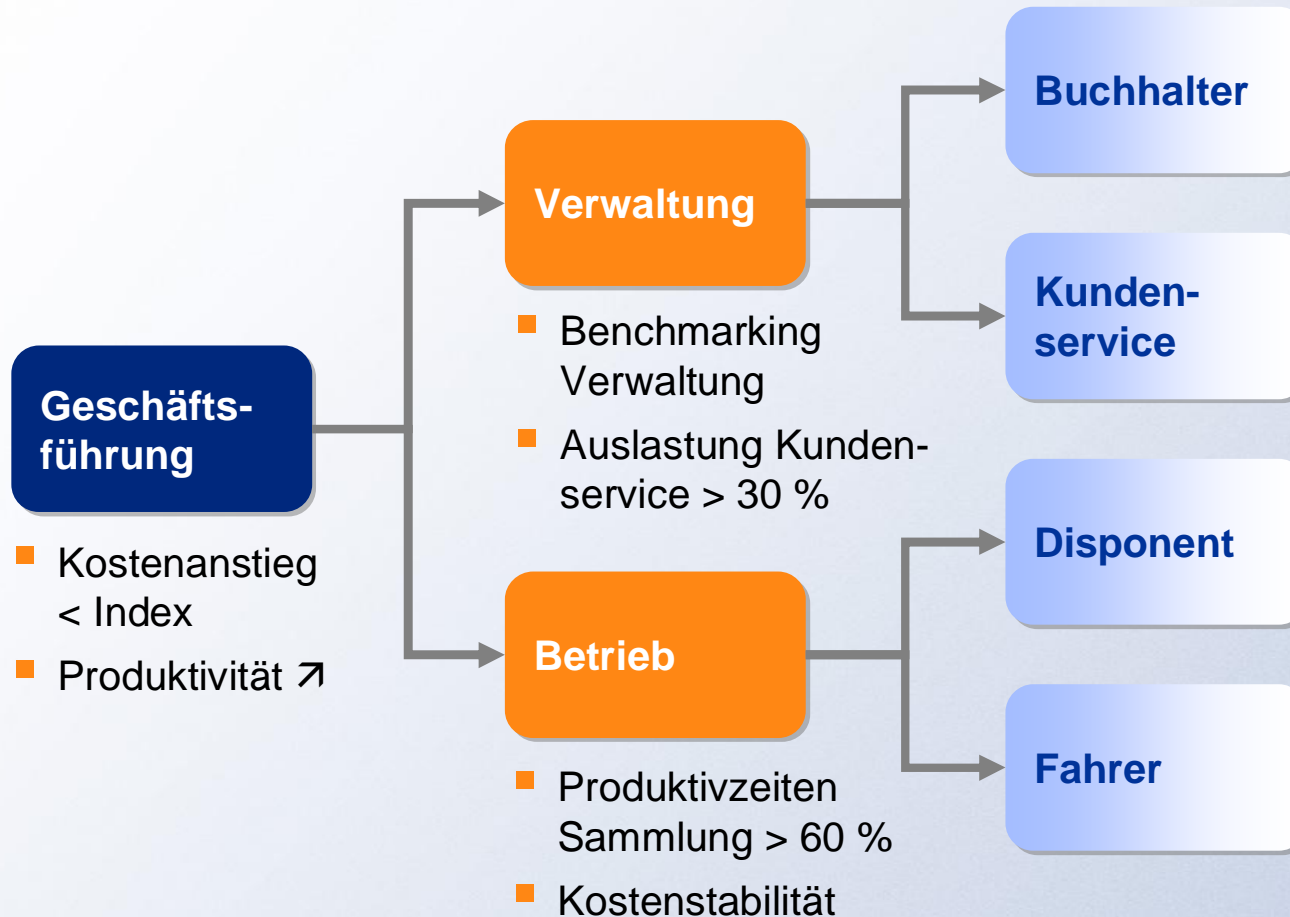 Geschäfts-
führung
Kostenanstieg
< Index
Produktivität ↗
Verwaltung
Benchmarking
Verwaltung
Auslastung Kunden-
service > 30 %
Betrieb
Produktivzeiten
Sammlung > 60 %
Kostenstabilität
Buchhalter
Kunden-
service
Disponent
Fahrer